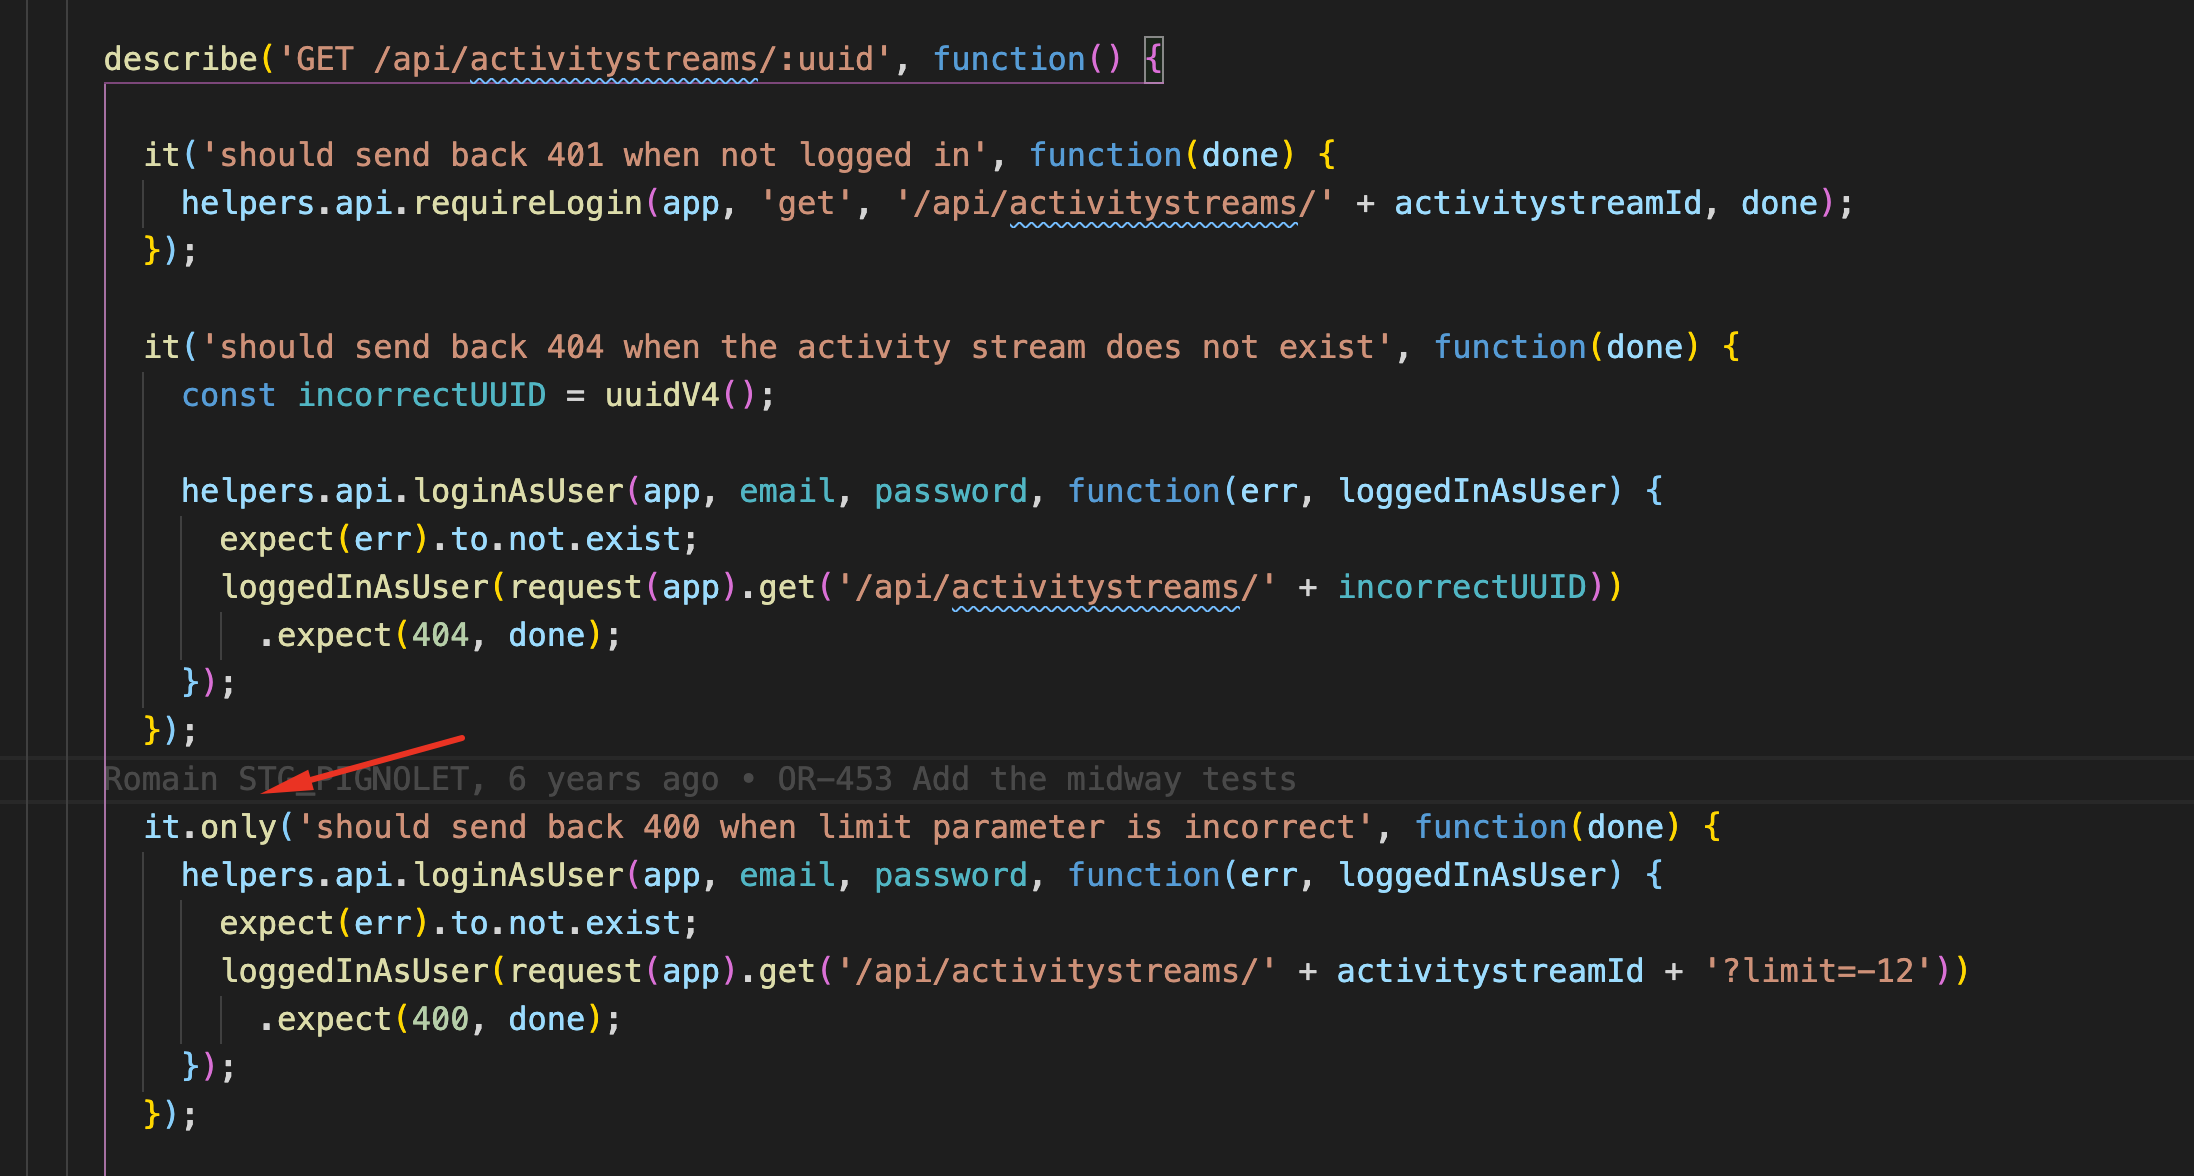 describe('GET /api/activitystreams/:uuid', function() {
it('should send back 401 when not logged in', function(done) {
helpers.api.requireLogin(app, 'get', '/api/activitystreams/' + activitystreamId, done);
});
it('should send back 404 when the activity stream does not exist', function(done) {
const incorrectUUID = uuidV4();
helpers.api.loginAsUser(app, email, password, function(err, loggedInAsUser) {
expect(err).to.not.exist;
loggedInAsUser(request(app).get('/api/activitystreams/' + incorrectUUID))
.expect(404, done);
});
});
Romain STG_PIGNOLET, 6 years ago • OR-453 Add the midway tests
it.only('should send back 400 when limit parameter is incorrect', function(done) {
helpers.api.loginAsUser(app, email, password, function(err, loggedInAsUser) {
expect(err).to.not.exist;
loggedInAsUser(request(app).get('/api/activitystreams/' + activitystreamId + '?limit=-12'))
.expect(400, done);
});
});